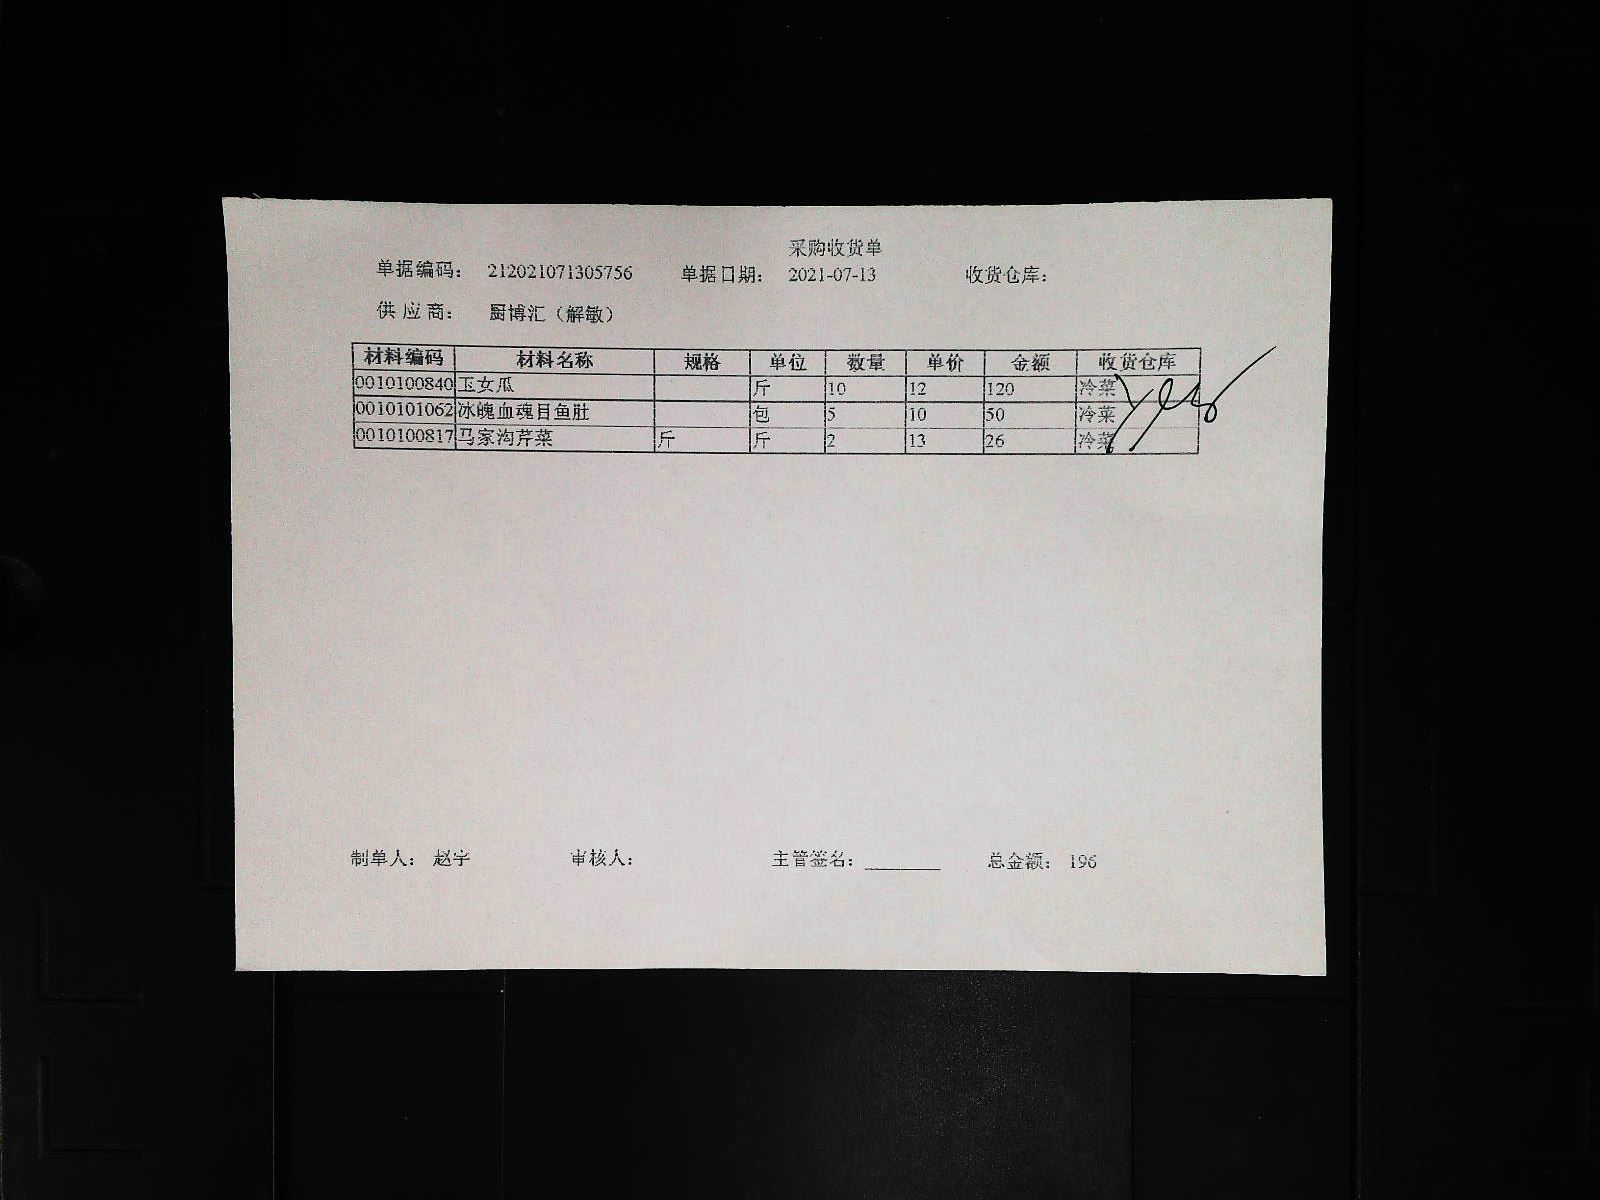 采购收货单
单据编码： 212021071305756 单据日期： 2021-07-13 收货仓库：
供应商： 厨博汇（解敏）
材料编码 材料名称 规格 单位 数量 单价 金额 收货仓库
0010100840 玉女瓜 斤 10 12 120 冷菜
0010101062 冰魄血魂目鱼肚 包 5 10 50 冷菜
0010100817 马家沟芹菜 斤 斤 2 13 26 冷菜
制单人： 赵宇 审核人： 主管签名： 总金额： 196